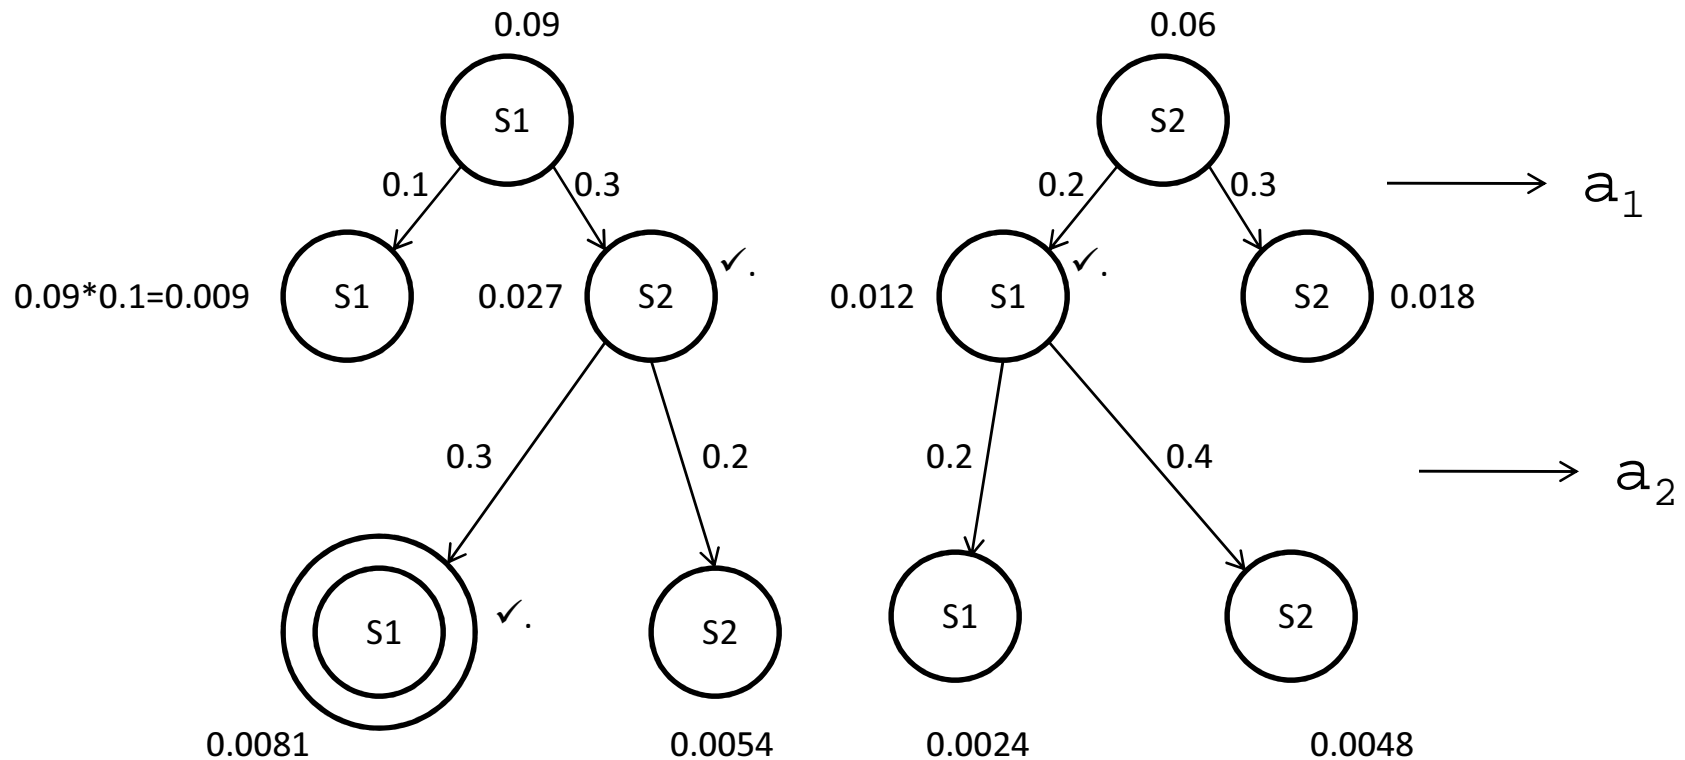 0.09 0.06
S1 S2
0.1 0.3 0.2 0.3 a₁
✓. ✓.
0.09*0.1=0.009 S1 0.027 S2 0.012 S1 S2 0.018
0.3 0.2 0.2 0.4 a₂
S1 ✓. S2 S1 S2
0.0081 0.0054 0.0024 0.0048